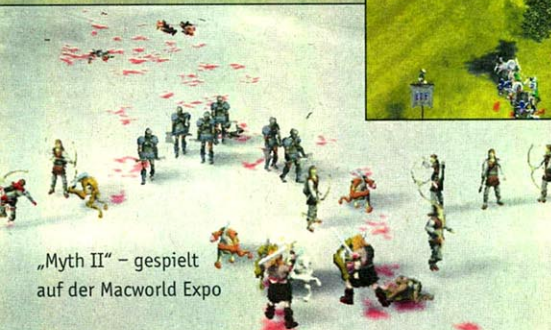 „Myth II“ – gespielt
auf der Macworld Expo